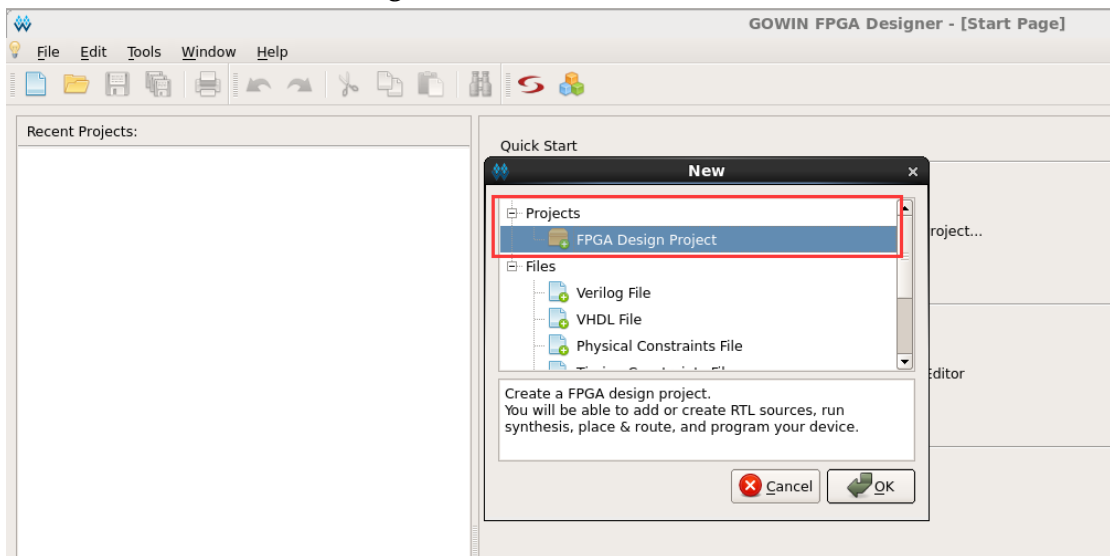 GOWIN FPGA Designer - [Start Page]
File Edit Tools Window Help
Recent Projects:
Quick Start
New
Projects
FPGA Design Project
roject...
Files
Verilog File
VHDL File
Physical Constraints File
Editor
Create a FPGA design project.
You will be able to add or create RTL sources, run
synthesis, place & route, and program your device.
Cancel OK